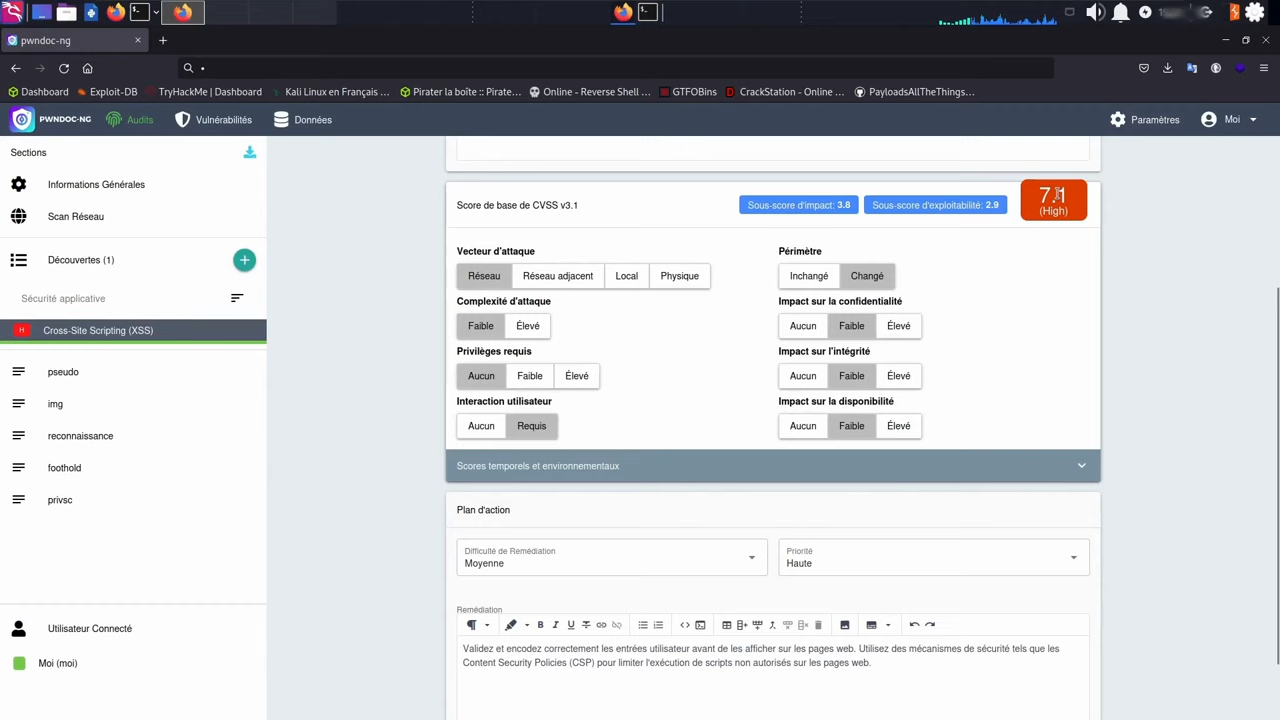 pwndoc-ng
Dashboard Exploit-DB TryHackMe | Dashboard Kali Linux en Français ... Pirater la boîte :: Pirate... Online - Reverse Shell ... GTFOBins CrackStation - Online ... PayloadsAllTheThings...
PWNDOC-NG Audits Vulnérabilités Données Paramètres Moi
Sections
Informations Générales
Scan Réseau
Découvertes (1)
Sécurité applicative
H Cross-Site Scripting (XSS)
pseudo
img
reconnaissance
foothold
privsc
Utilisateur Connecté
Moi (moi)
Score de base de CVSS v3.1 Sous-score d'impact: 3.8 Sous-score d'exploitabilité: 2.9 7.1
(High)
Vecteur d'attaque Périmètre
Réseau Réseau adjacent Local Physique Inchangé Changé
Complexité d'attaque Impact sur la confidentialité
Faible Élevé Aucun Faible Élevé
Privilèges requis Impact sur l'intégrité
Aucun Faible Élevé Aucun Faible Élevé
Interaction utilisateur Impact sur la disponibilité
Aucun Requis Aucun Faible Élevé
Scores temporels et environnementaux
Plan d'action
Difficulté de Remédiation Priorité
Moyenne Haute
Remédiation
Validez et encodez correctement les entrées utilisateur avant de les afficher sur les pages web. Utilisez des mécanismes de sécurité tels que les
Content Security Policies (CSP) pour limiter l'exécution de scripts non autorisés sur les pages web.